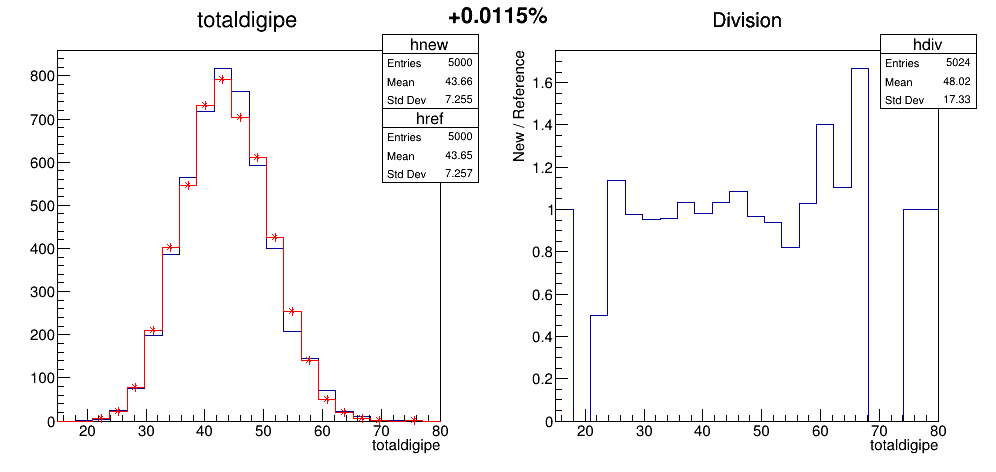 +0.0115%
totaldigipe
hnew
Entries 5000
Mean 43.66
Std Dev 7.255
href
Entries 5000
Mean 43.65
Std Dev 7.257
800
700
600
500
400
300
200
100
0
20 30 40 50 60 70 80
totaldigipe
Division
hdiv
Entries 5024
Mean 48.02
Std Dev 17.33
New / Reference
1.6
1.4
1.2
1
0.8
0.6
0.4
0.2
0
20 30 40 50 60 70 80
totaldigipe